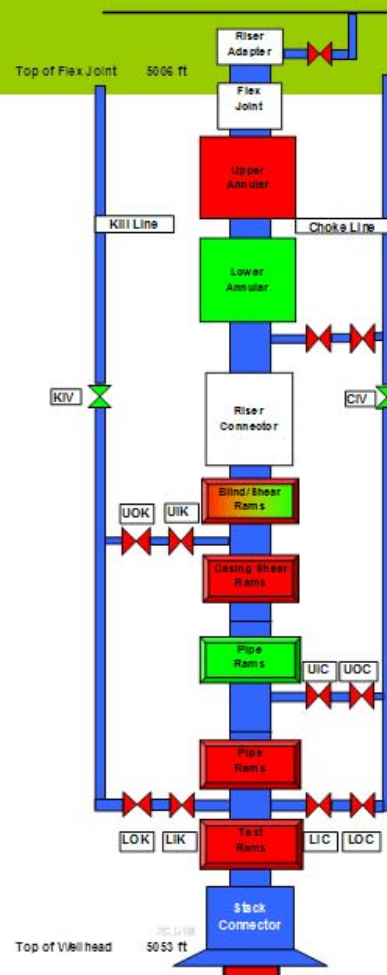 Riser
Adapter
Top of Flex Joint 5006 ft
Flex
Joint
Upper
Annular
Kill Line
Choke Line
Lower
Annular
KIV
CIV
Riser
Connector
Blind/Shear
Rams
UOK
UIK
Casing Shear
Rams
Pipe
Rams
UIC
UOC
Pipe
Rams
Test
Rams
LOK
LIK
LIC
LOC
Stack
Connector
Top of Wellhead 5053 ft